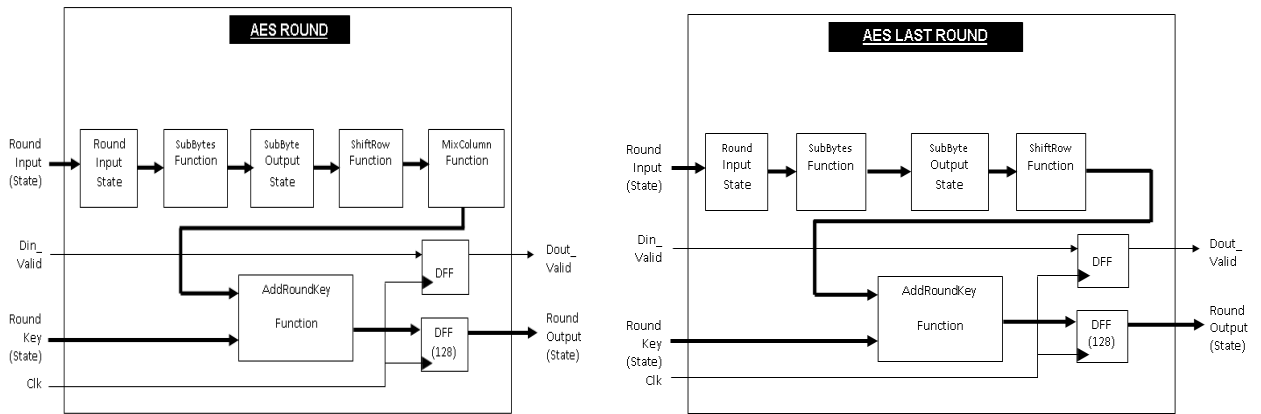 AES ROUND
Round
Input
(State)
Round
Input
State
SubBytes
Function
SubByte
Output
State
ShiftRow
Function
MixColumn
Function
Din_
Valid
DFF
Dout_
Valid
AddRoundKey
Function
Round
Key
(State)
DFF
(128)
Round
Output
(State)
Clk
AES LAST ROUND
Round
Input
(State)
Round
Input
State
SubBytes
Function
SubByte
Output
State
ShiftRow
Function
Din_
Valid
DFF
Dout_
Valid
AddRoundKey
Function
Round
Key
(State)
DFF
(128)
Round
Output
(State)
Clk